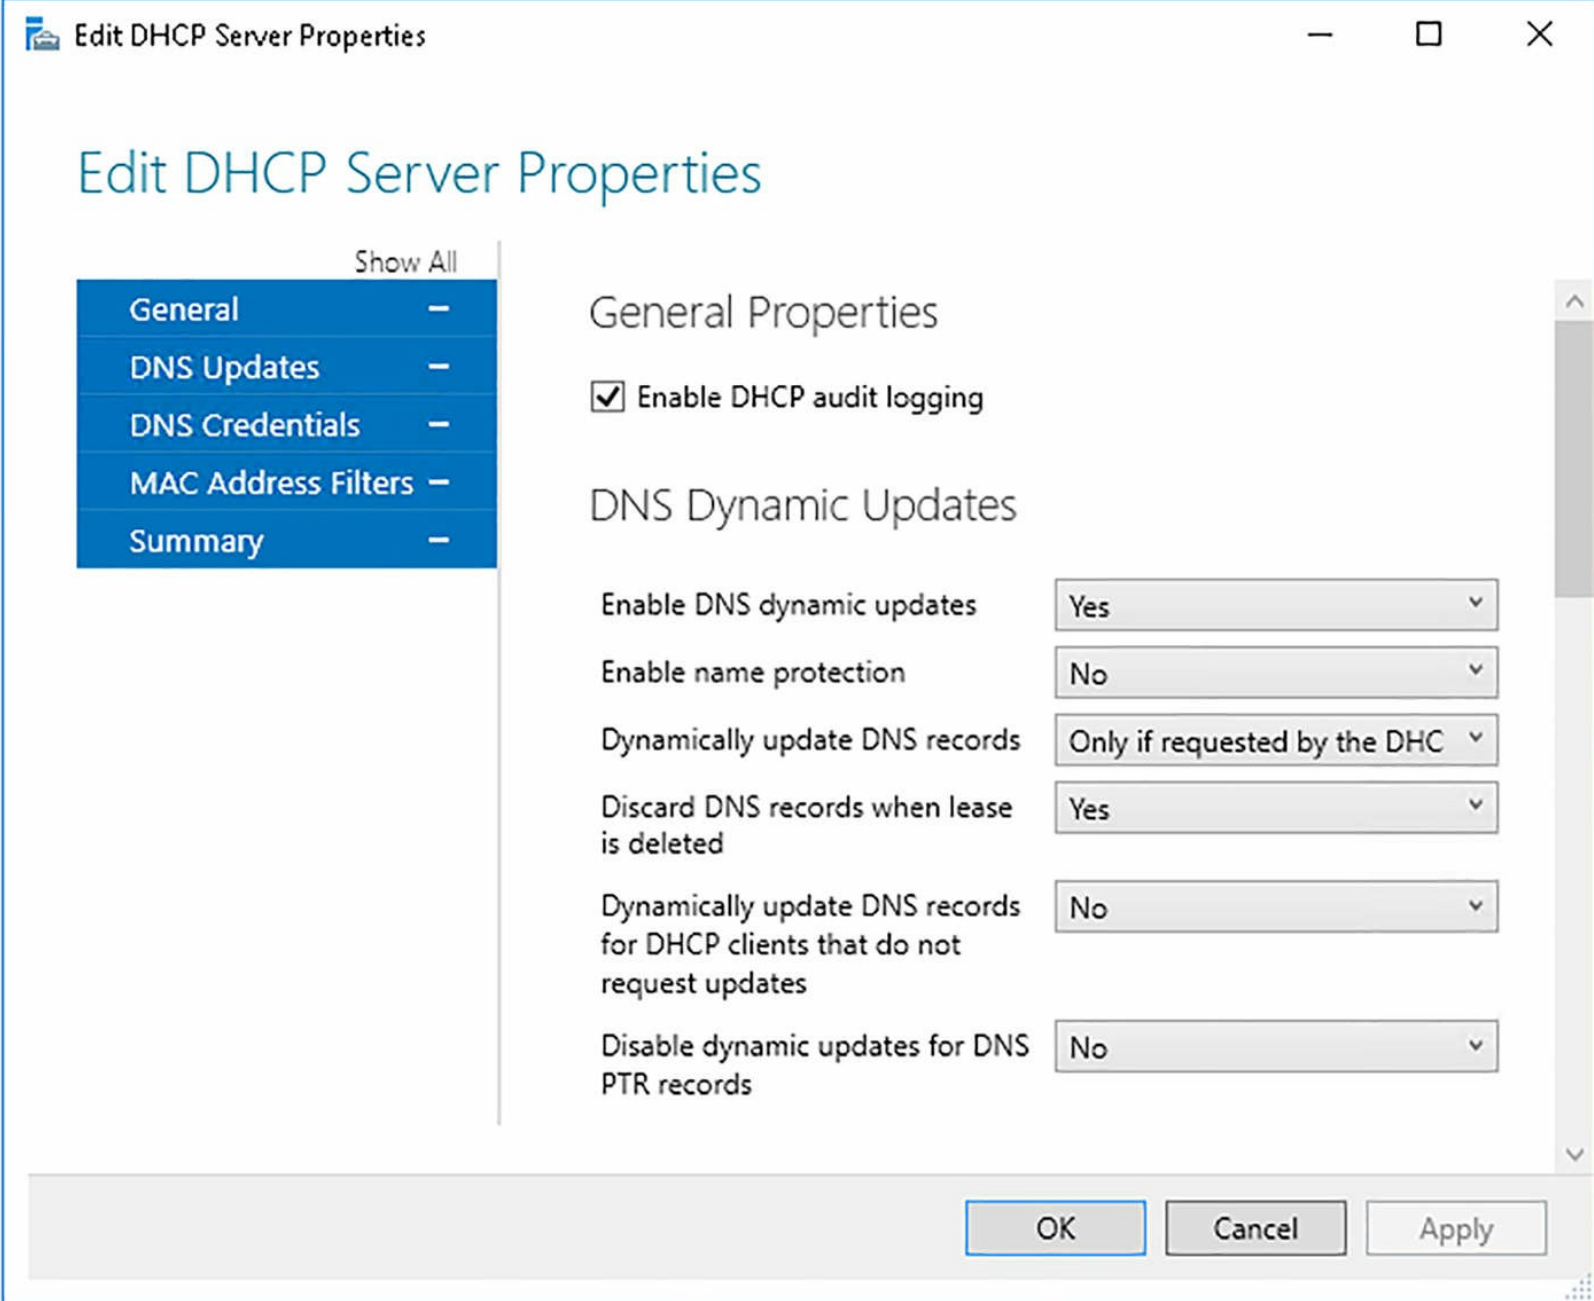 Edit DHCP Server Properties
Edit DHCP Server Properties
Show All
General
DNS Updates
DNS Credentials
MAC Address Filters
Summary
General Properties
Enable DHCP audit logging
DNS Dynamic Updates
Enable DNS dynamic updates Yes
Enable name protection No
Dynamically update DNS records Only if requested by the DHC
Discard DNS records when lease Yes
is deleted
Dynamically update DNS records No
for DHCP clients that do not
request updates
Disable dynamic updates for DNS No
PTR records
OK Cancel Apply